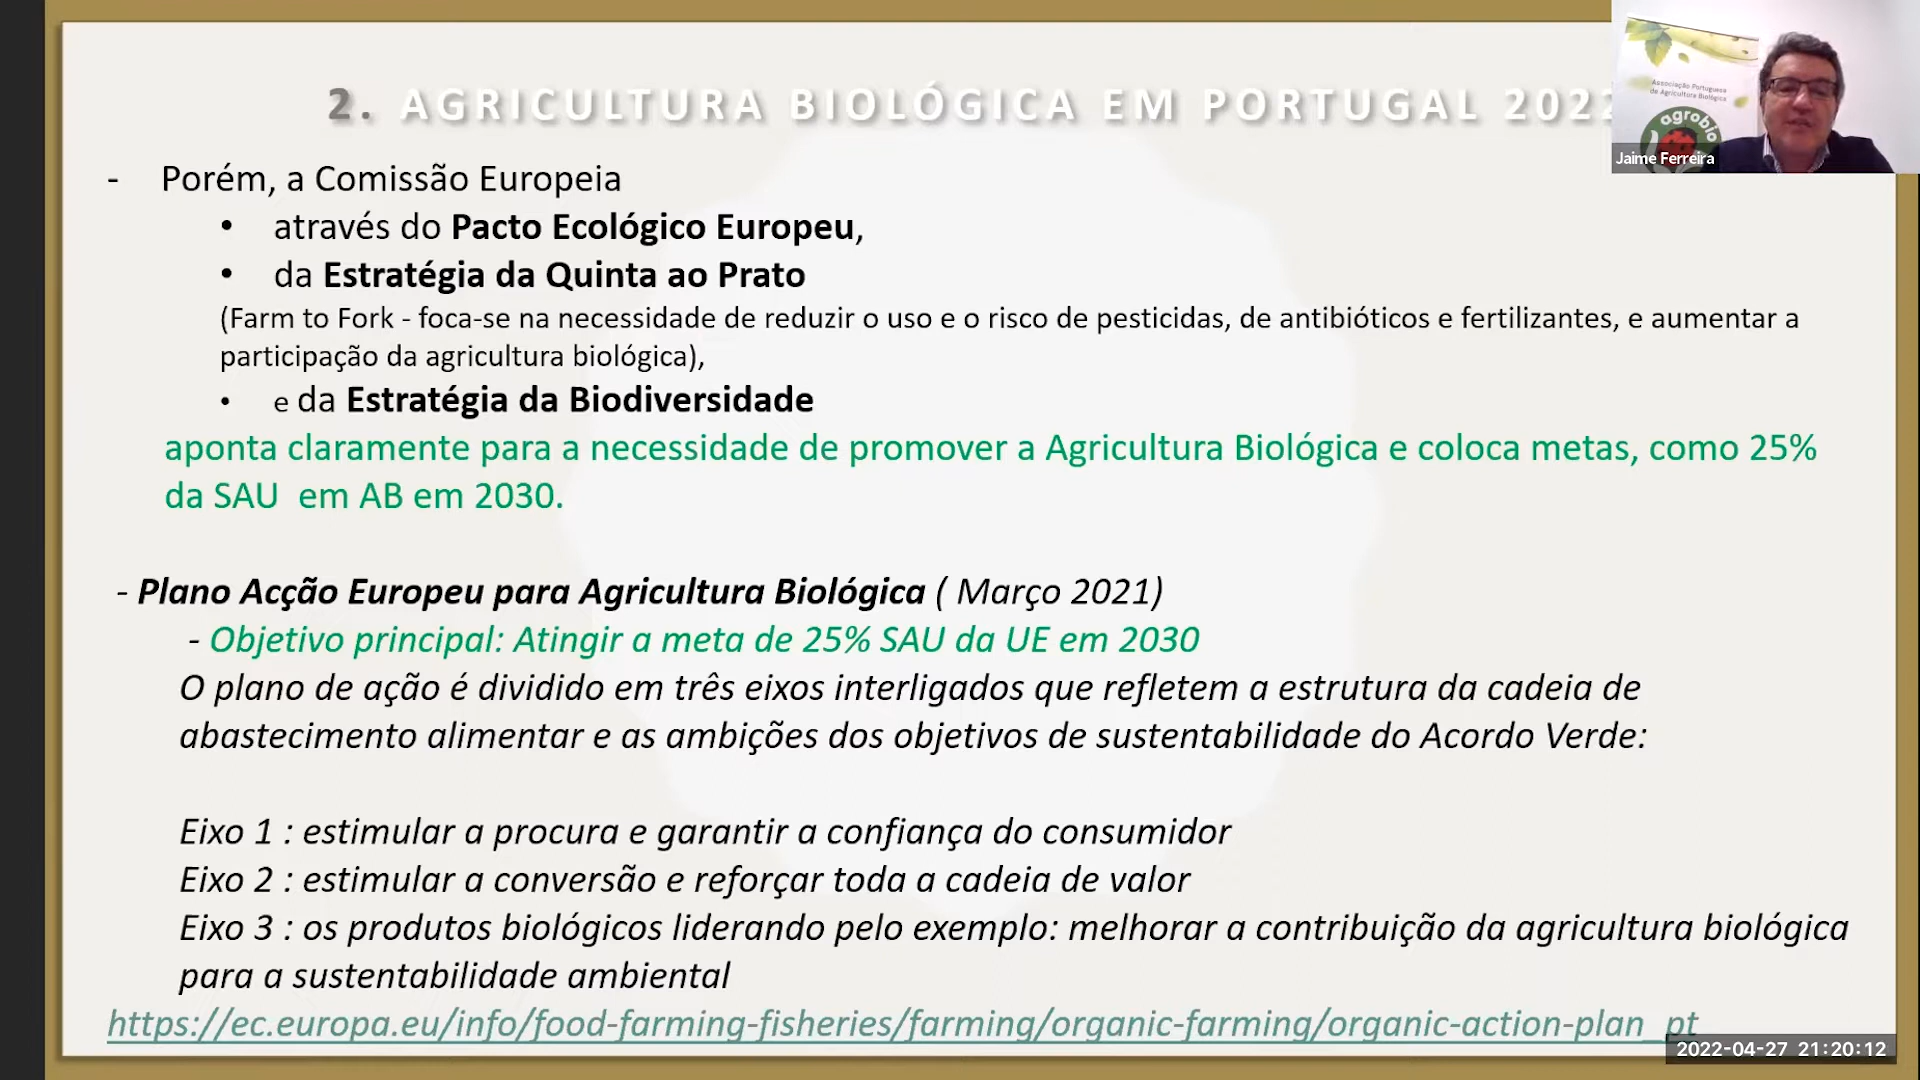 2. AGRICULTURA BIOLÓGICA EM PORTUGAL 2022
Associação Portuguesa
de Agricultura Biológica
agrobio
Jaime Ferreira
- Porém, a Comissão Europeia
• através do Pacto Ecológico Europeu,
• da Estratégia da Quinta ao Prato
(Farm to Fork - foca-se na necessidade de reduzir o uso e o risco de pesticidas, de antibióticos e fertilizantes, e aumentar a
participação da agricultura biológica),
• e da Estratégia da Biodiversidade
aponta claramente para a necessidade de promover a Agricultura Biológica e coloca metas, como 25%
da SAU em AB em 2030.
- Plano Acção Europeu para Agricultura Biológica ( Março 2021)
- Objetivo principal: Atingir a meta de 25% SAU da UE em 2030
O plano de ação é dividido em três eixos interligados que refletem a estrutura da cadeia de
abastecimento alimentar e as ambições dos objetivos de sustentabilidade do Acordo Verde:
Eixo 1 : estimular a procura e garantir a confiança do consumidor
Eixo 2 : estimular a conversão e reforçar toda a cadeia de valor
Eixo 3 : os produtos biológicos liderando pelo exemplo: melhorar a contribuição da agricultura biológica
para a sustentabilidade ambiental
https://ec.europa.eu/info/food-farming-fisheries/farming/organic-farming/organic-action-plan_pt
2022-04-27 21:20:12